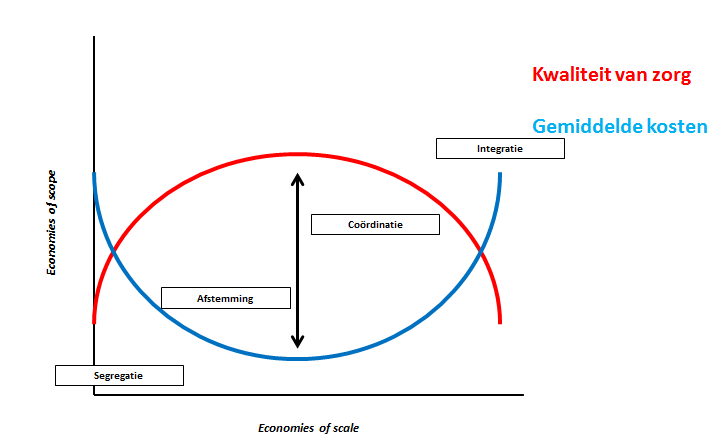 Kwaliteit van zorg
Gemiddelde kosten
Integratie
Economies of scope
Coördinatie
Afstemming
Segregatie
Economies of scale